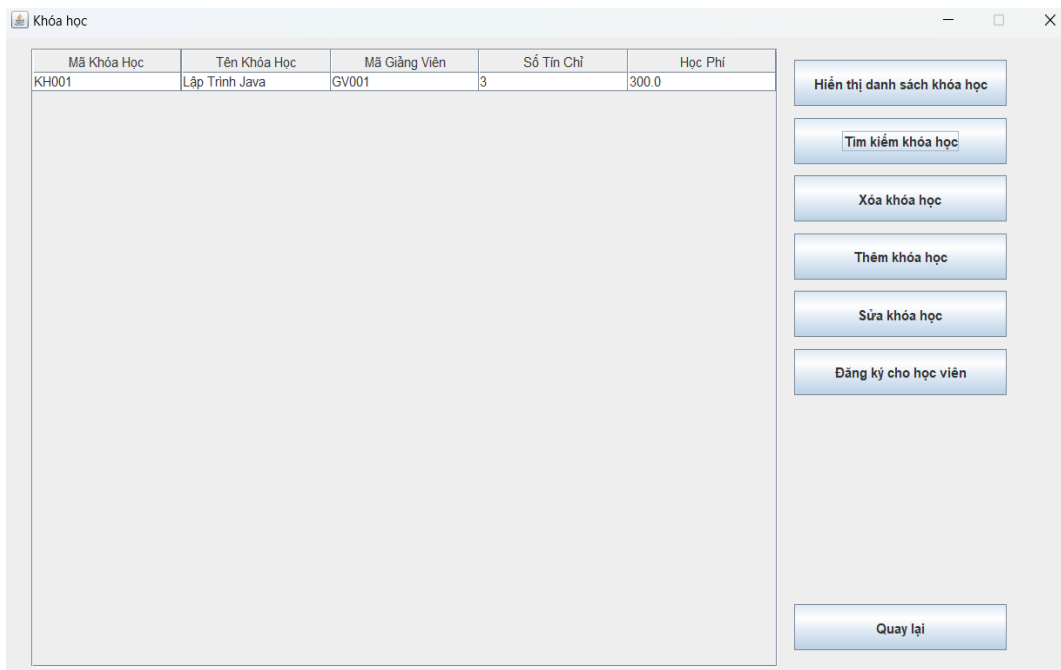 Khóa học
Mã Khóa Học Tên Khóa Học Mã Giảng Viên Số Tín Chỉ Học Phí
KH001 Lập Trình Java GV001 3 300.0
Hiển thị danh sách khóa học
Tìm kiếm khóa học
Xóa khóa học
Thêm khóa học
Sửa khóa học
Đăng ký cho học viên
Quay lại